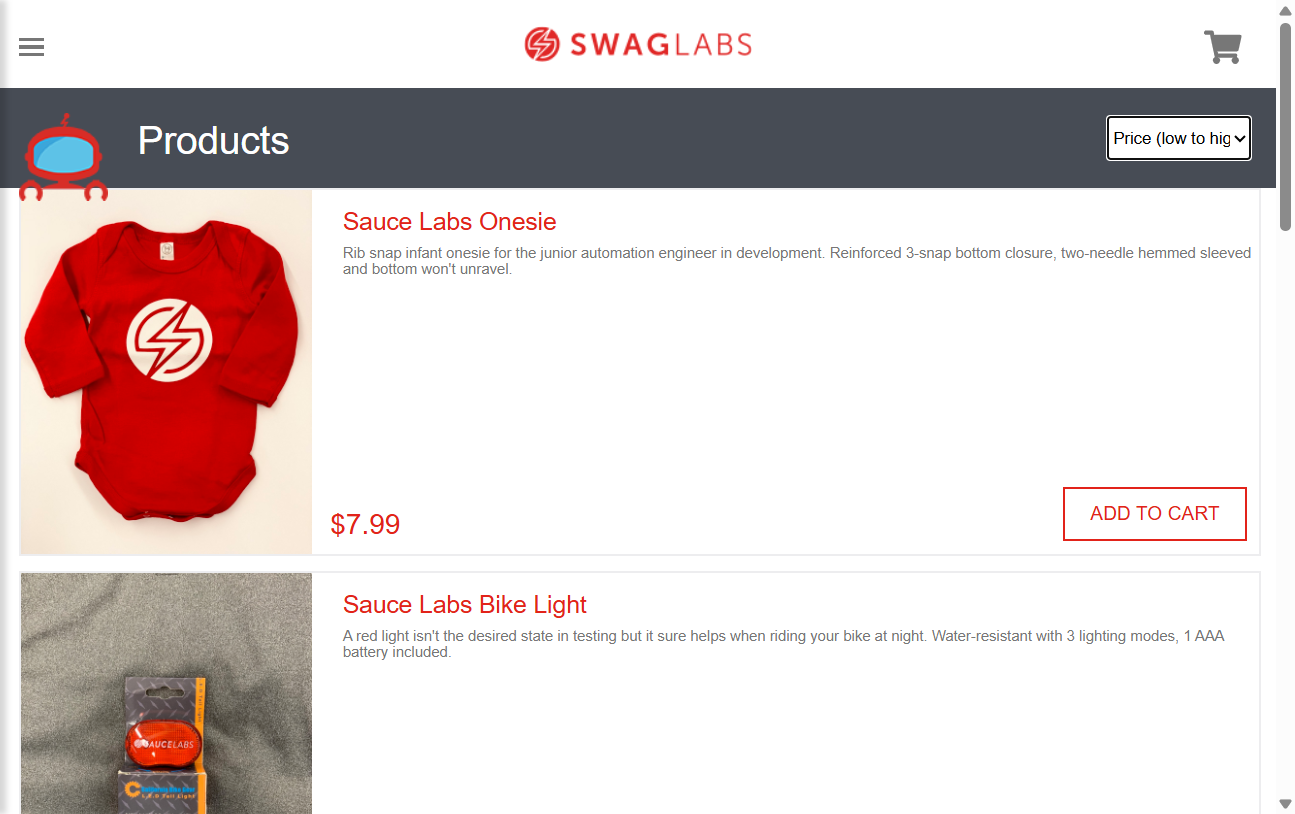 SWAGLABS
Products
Price (low to hig
Sauce Labs Onesie
Rib snap infant onesie for the junior automation engineer in development. Reinforced 3-snap bottom closure, two-needle hemmed sleeved
and bottom won't unravel.
$7.99
ADD TO CART
Sauce Labs Bike Light
A red light isn't the desired state in testing but it sure helps when riding your bike at night. Water-resistant with 3 lighting modes, 1 AAA
battery included.
SAUCELABS